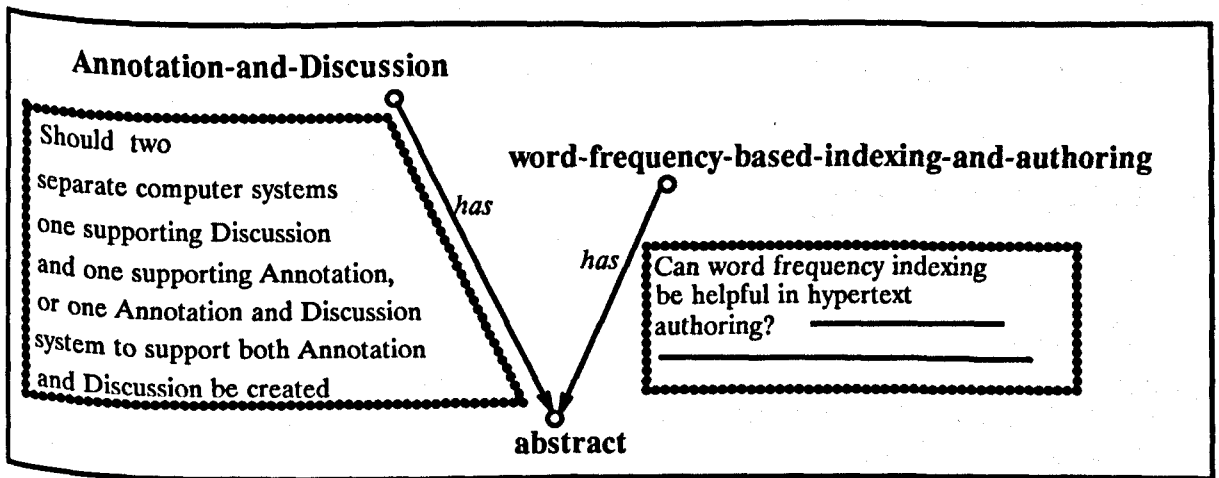 Annotation-and-Discussion
Should two
separate computer systems
one supporting Discussion
and one supporting Annotation,
or one Annotation and Discussion
system to support both Annotation
and Discussion be created
has
word-frequency-based-indexing-and-authoring
has
Can word frequency indexing
be helpful in hypertext
authoring?
abstract